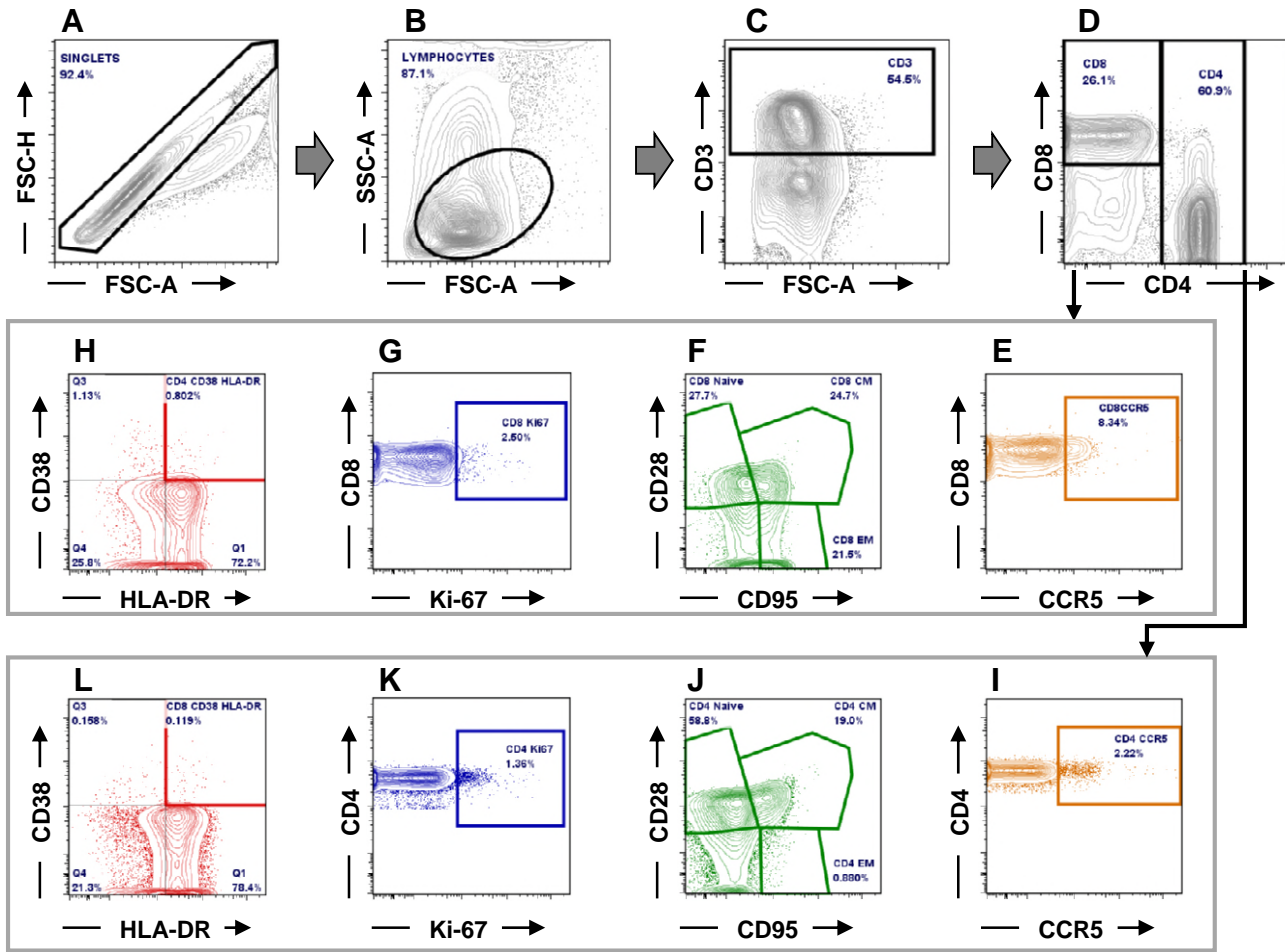 A
B
C
D
SINGLETS
92.4%
LYMPHOCYTES
87.1%
CD3
54.5%
CD8
26.1%
CD4
60.9%
FSC-H
SSC-A
CD3
CD8
FSC-A
FSC-A
FSC-A
CD4
H
G
F
E
Q3
1.13%
CD4 CD38 HLA-DR
0.802%
Q4
25.8%
Q1
72.2%
CD8 Ki67
2.50%
CD8 Naive
27.7%
CD8 CM
24.7%
CD8 EM
21.5%
CD8CCR5
8.34%
CD38
CD8
CD28
CD8
HLA-DR
Ki-67
CD95
CCR5
L
K
J
I
Q3
0.158%
CD8 CD38 HLA-DR
0.119%
Q4
21.3%
Q1
78.4%
CD4 Ki67
1.36%
CD4 Naive
58.8%
CD4 CM
19.0%
CD4 EM
0.880%
CD4 CCR5
2.22%
CD38
CD4
CD28
CD4
HLA-DR
Ki-67
CD95
CCR5